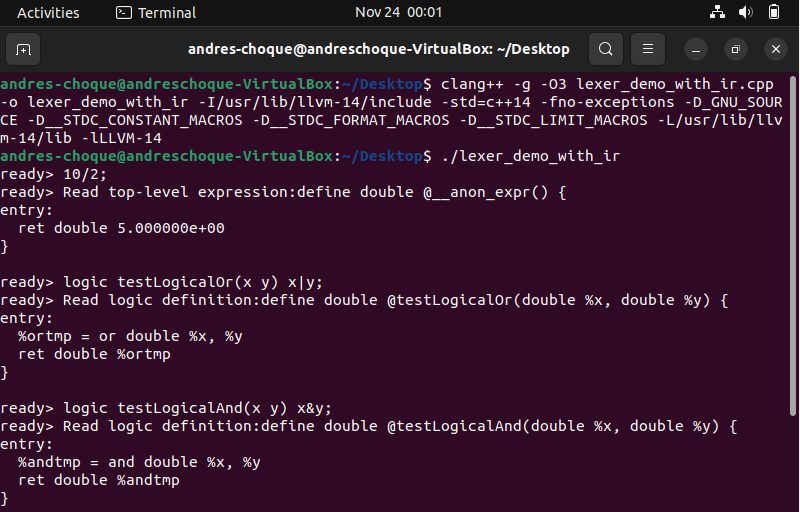 Activities Terminal Nov 24 00:01
andres-choque@andreschoque-VirtualBox: ~/Desktop
andres-choque@andreschoque-VirtualBox:~/Desktop$ clang++ -g -O3 lexer_demo_with_ir.cpp
-o lexer_demo_with_ir -I/usr/lib/llvm-14/include -std=c++14 -fno-exceptions -D_GNU_SOUR
CE -D__STDC_CONSTANT_MACROS -D__STDC_FORMAT_MACROS -D__STDC_LIMIT_MACROS -L/usr/lib/llv
m-14/lib -lLLVM-14
andres-choque@andreschoque-VirtualBox:~/Desktop$ ./lexer_demo_with_ir
ready> 10/2;
ready> Read top-level expression:define double @__anon_expr() {
entry:
  ret double 5.000000e+00
}

ready> logic testLogicalOr(x y) x|y;
ready> Read logic definition:define double @testLogicalOr(double %x, double %y) {
entry:
  %ortmp = or double %x, %y
  ret double %ortmp
}

ready> logic testLogicalAnd(x y) x&y;
ready> Read logic definition:define double @testLogicalAnd(double %x, double %y) {
entry:
  %andtmp = and double %x, %y
  ret double %andtmp
}